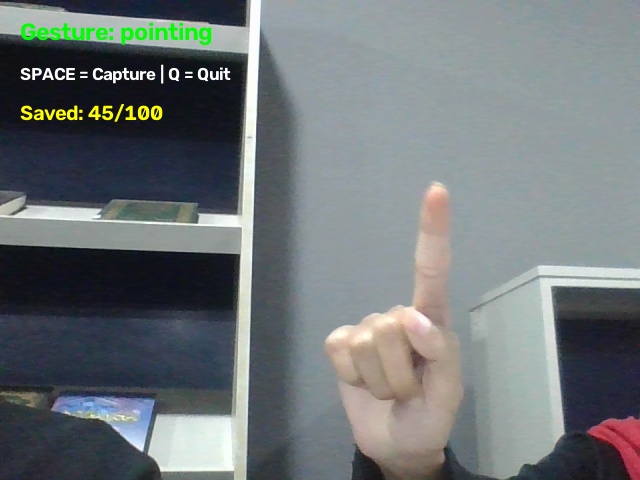 Gesture: pointing
SPACE = Capture | Q = Quit
Saved: 45/100